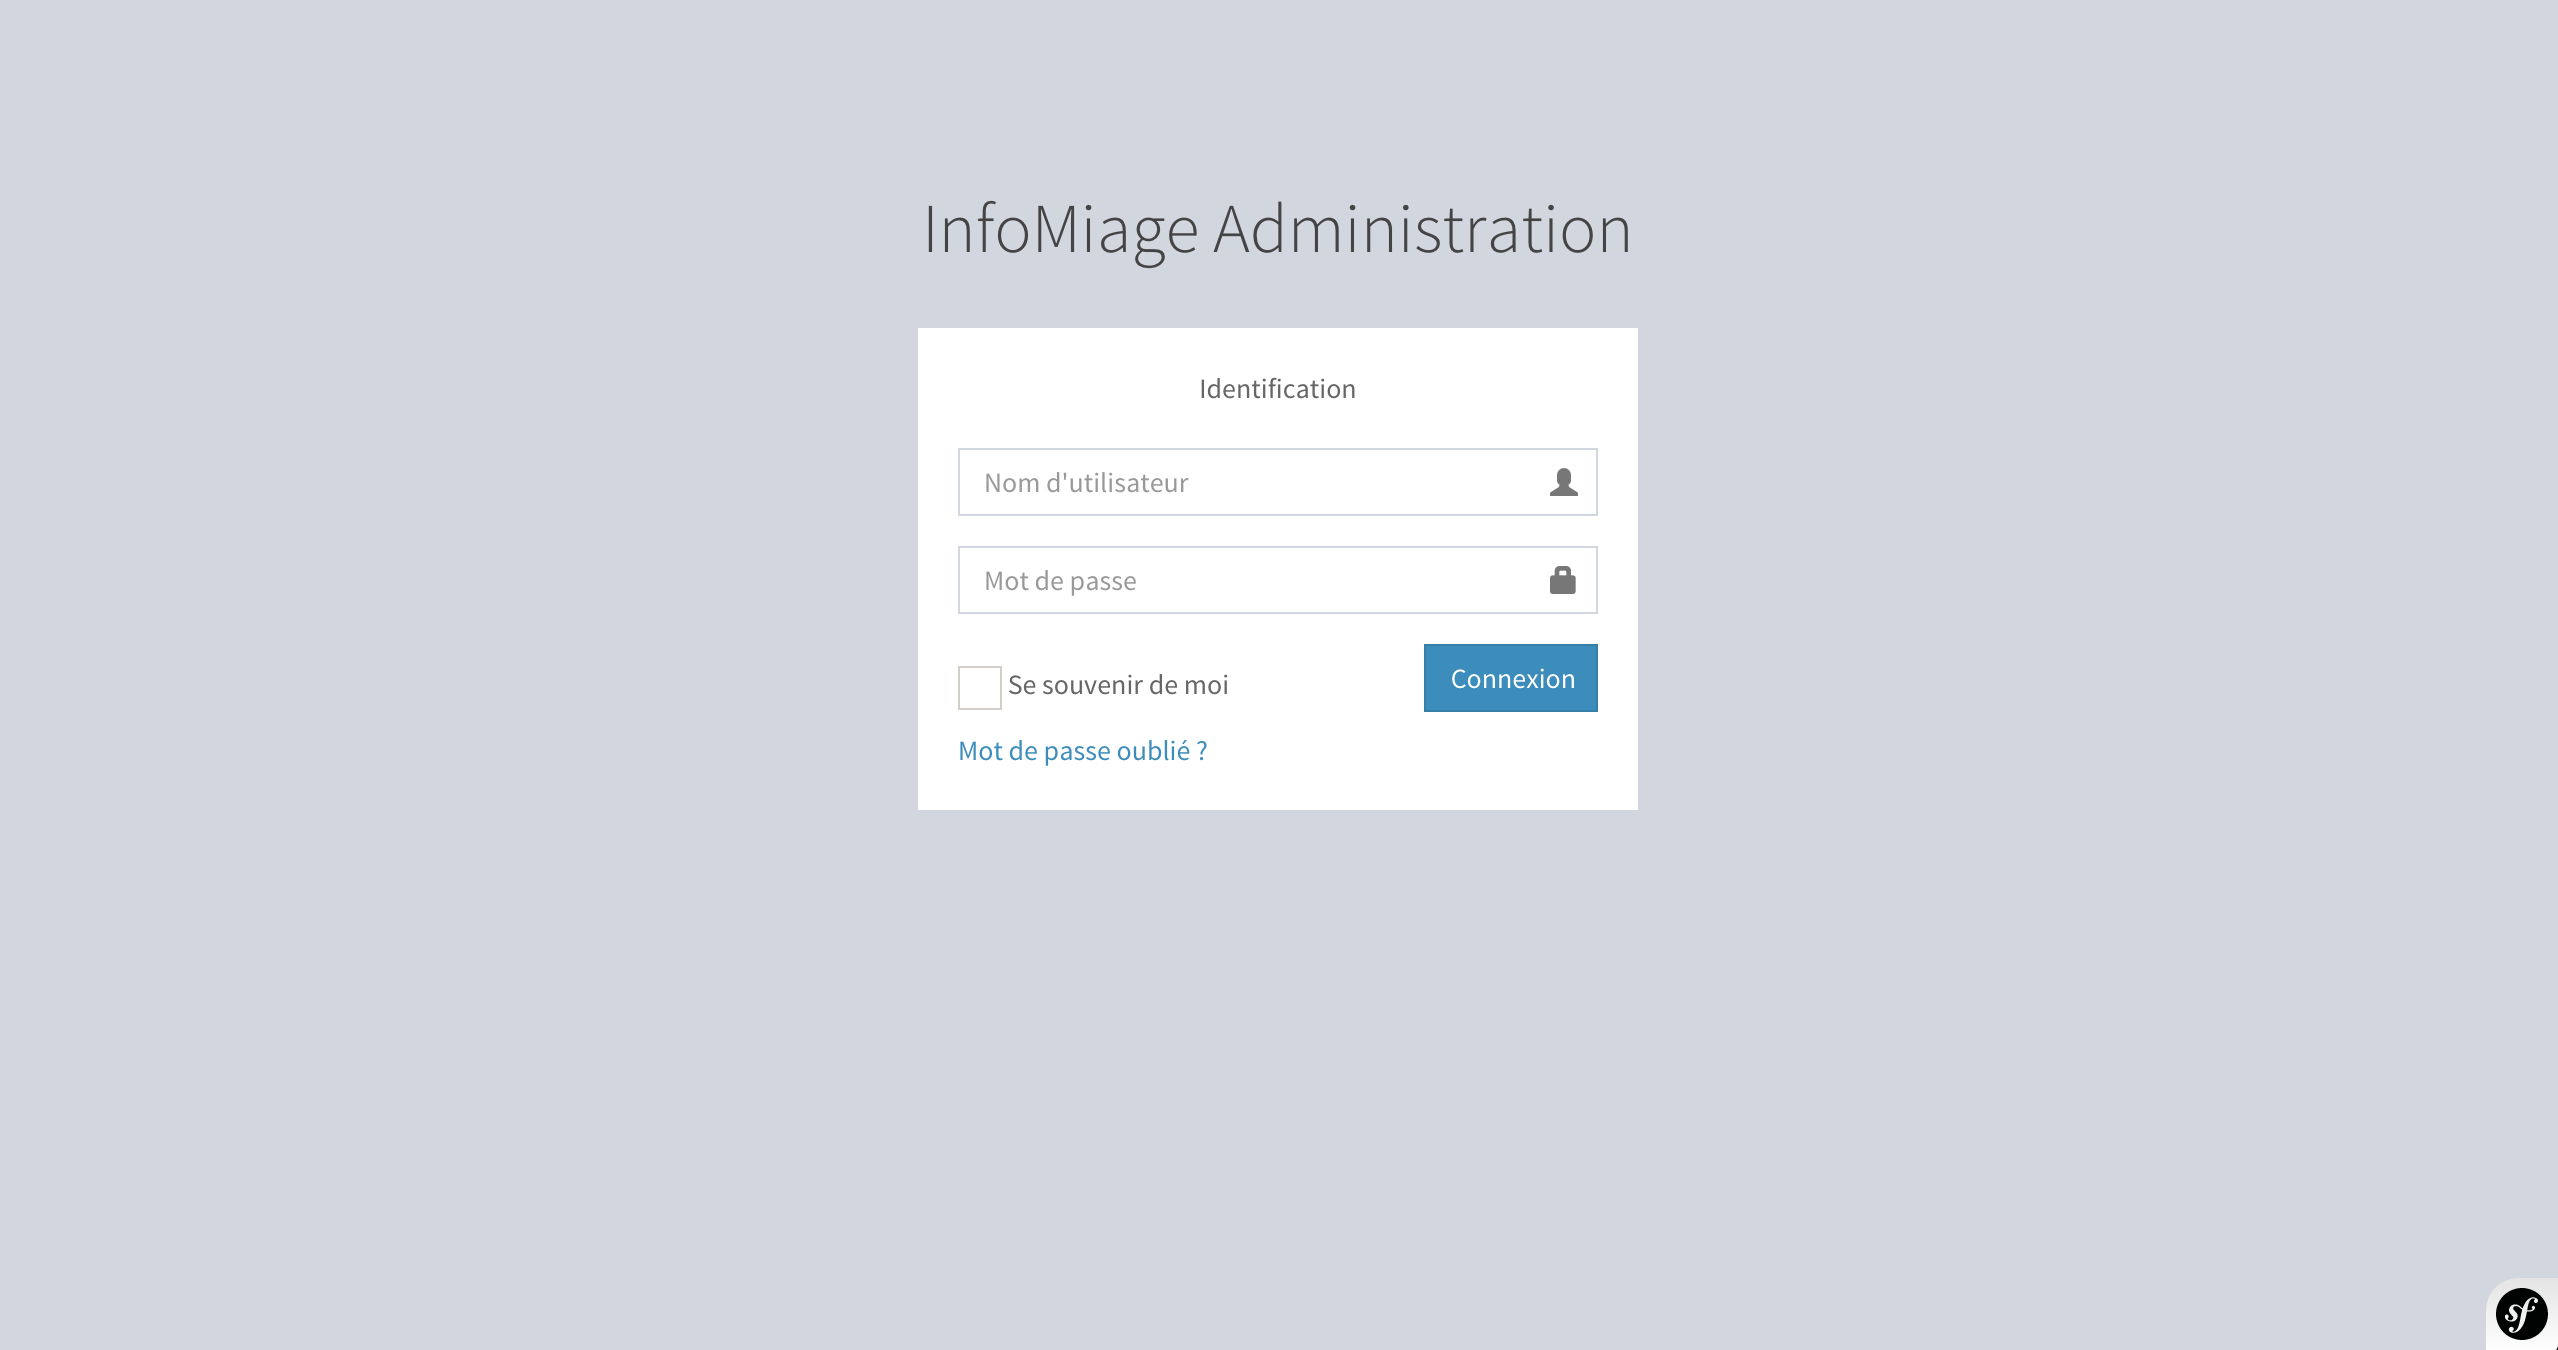 InfoMiage Administration
Identification
Nom d'utilisateur
Mot de passe
Se souvenir de moi
Connexion
Mot de passe oublié ?
sf